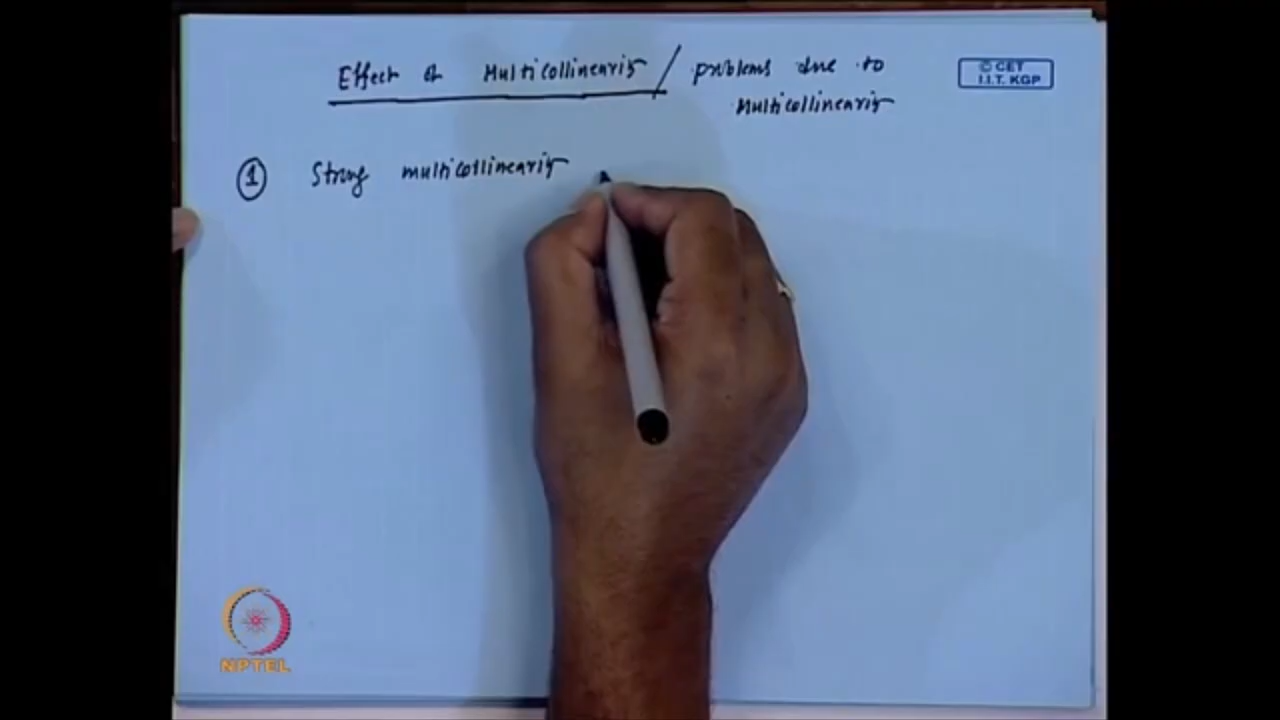 Effect of Multicollinearity / problems due to
Multicollinearity
© CET
I.I.T. KGP
1 Strong multicollinearity
NPTEL